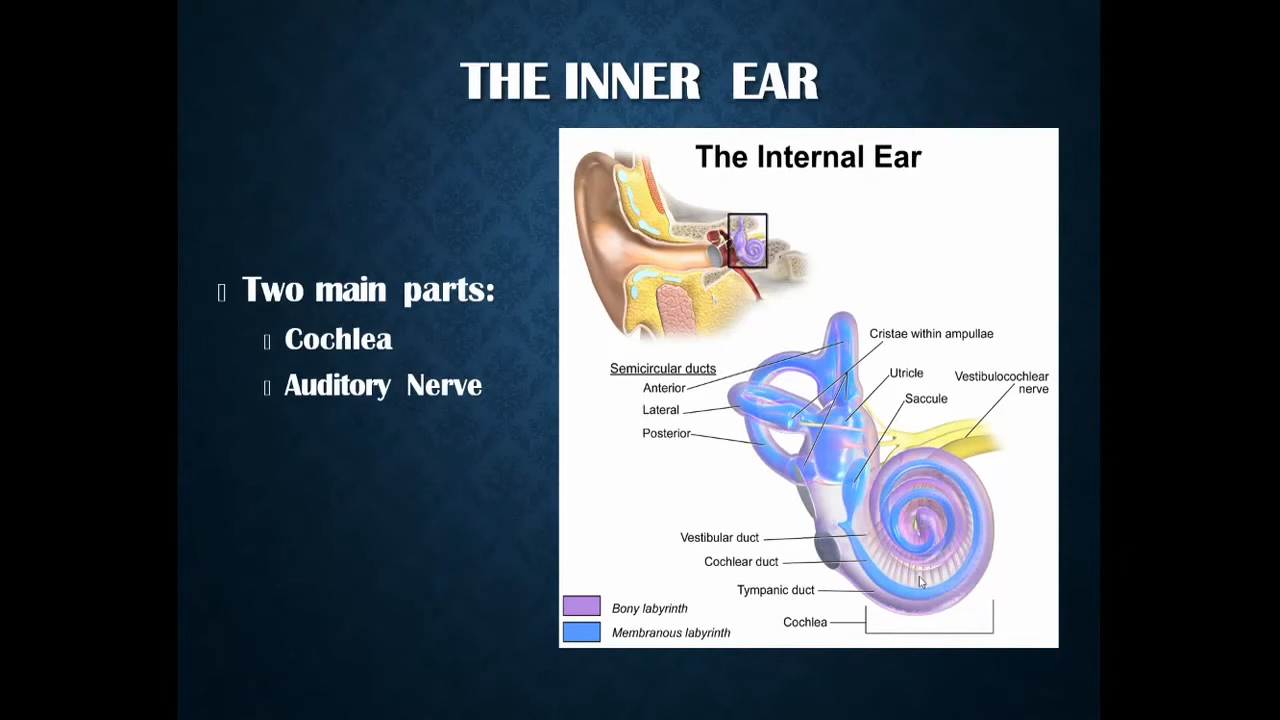 THE INNER EAR
Two main parts:
Cochlea
Auditory Nerve
The Internal Ear
Cristae within ampullae
Semicircular ducts
Anterior
Lateral
Posterior
Utricle
Saccule
Vestibulocochlear
nerve
Vestibular duct
Cochlear duct
Tympanic duct
Cochlea
Bony labyrinth
Membranous labyrinth